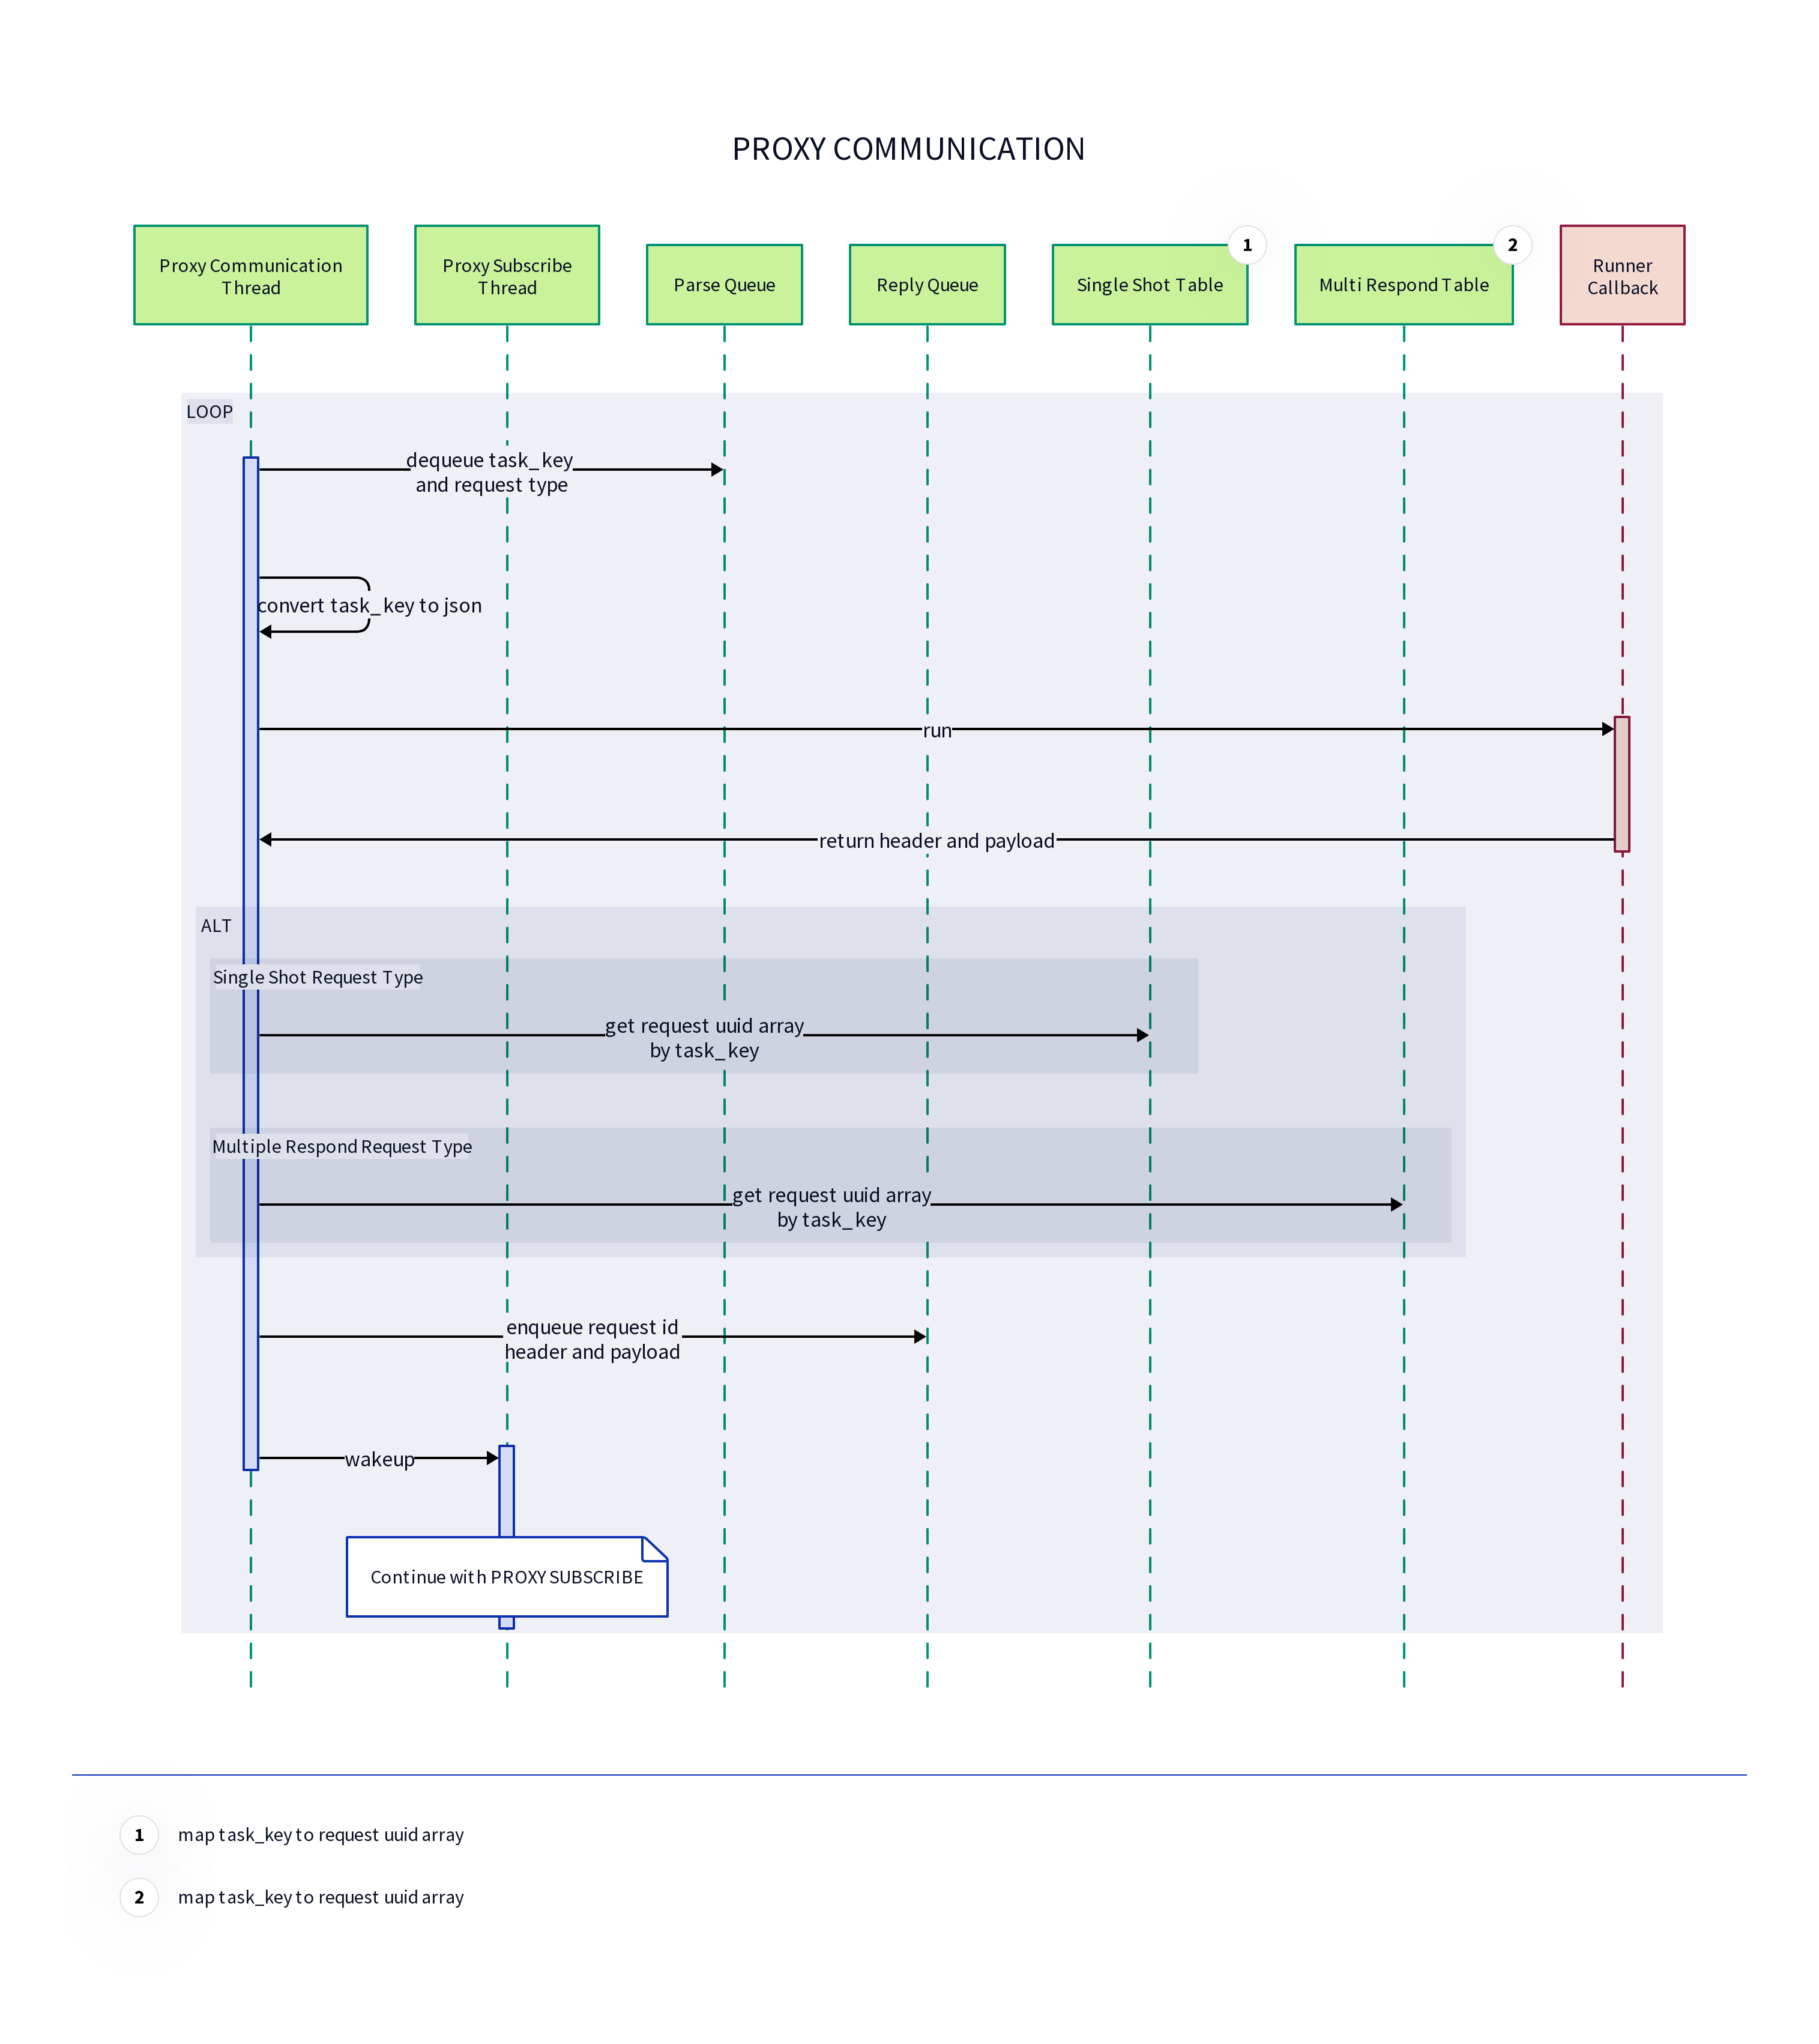 PROXY COMMUNICATION
Proxy Communication
Thread
Proxy Subscribe
Thread
Parse Queue
Reply Queue
Single Shot Table
1
Multi Respond Table
2
Runner
Callback
LOOP
dequeue task_key
and request type
convert task_key to json
run
return header and payload
ALT
Single Shot Request Type
get request uuid array
by task_key
Multiple Respond Request Type
get request uuid array
by task_key
enqueue request id
header and payload
wakeup
Continue with PROXY SUBSCRIBE
1 map task_key to request uuid array
2 map task_key to request uuid array